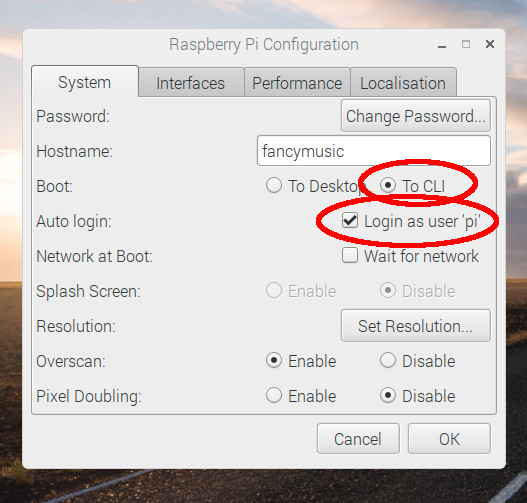 Raspberry Pi Configuration
System Interfaces Performance Localisation
Password: Change Password...
Hostname: fancymusic
Boot: To Desktop To CLI
Auto login: Login as user 'pi'
Network at Boot: Wait for network
Splash Screen: Enable Disable
Resolution: Set Resolution...
Overscan: Enable Disable
Pixel Doubling: Enable Disable
Cancel OK